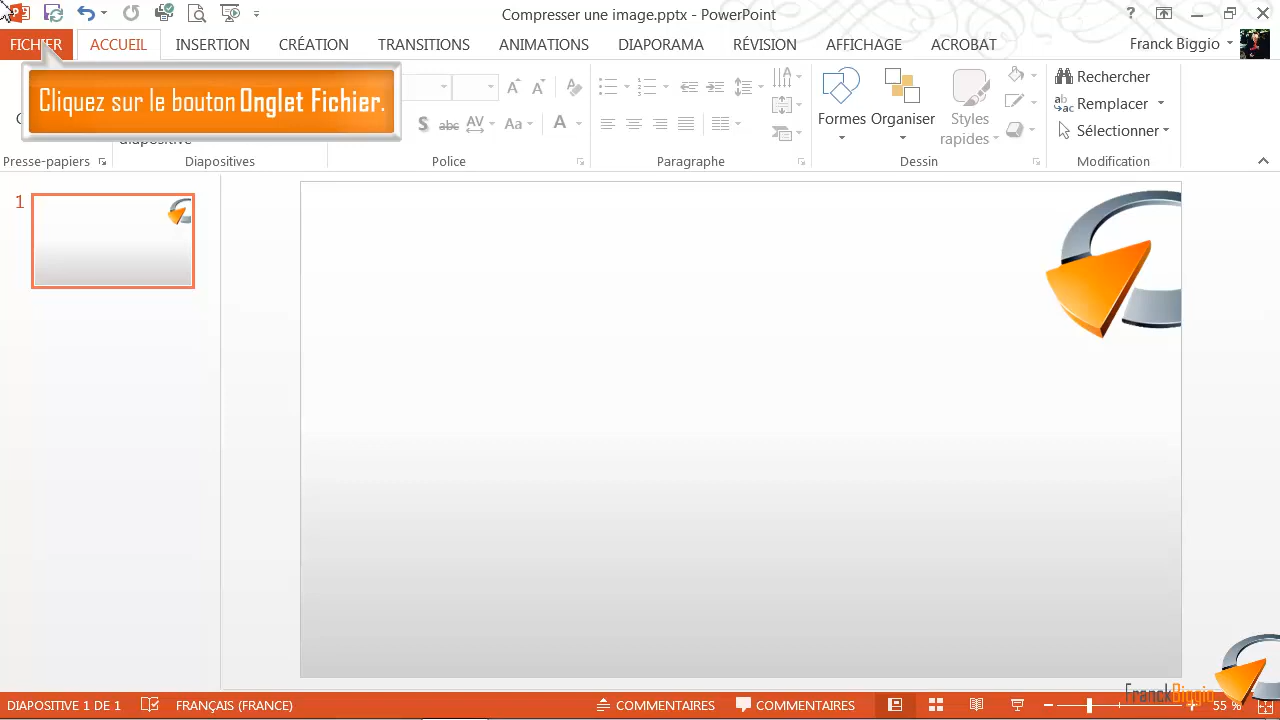 Compresser une image.pptx - PowerPoint
FICHIER ACCUEIL INSERTION CRÉATION TRANSITIONS ANIMATIONS DIAPORAMA RÉVISION AFFICHAGE ACROBAT Franck Biggio
Cliquez sur le bouton Onglet Fichier.
Formes
Organiser
Styles
rapides
Rechercher
Remplacer
Sélectionner
Presse-papiers Diapositives Police Paragraphe Dessin Modification
1
FranckBiggio
DIAPOSITIVE 1 DE 1 FRANÇAIS (FRANCE) COMMENTAIRES COMMENTAIRES 55 %